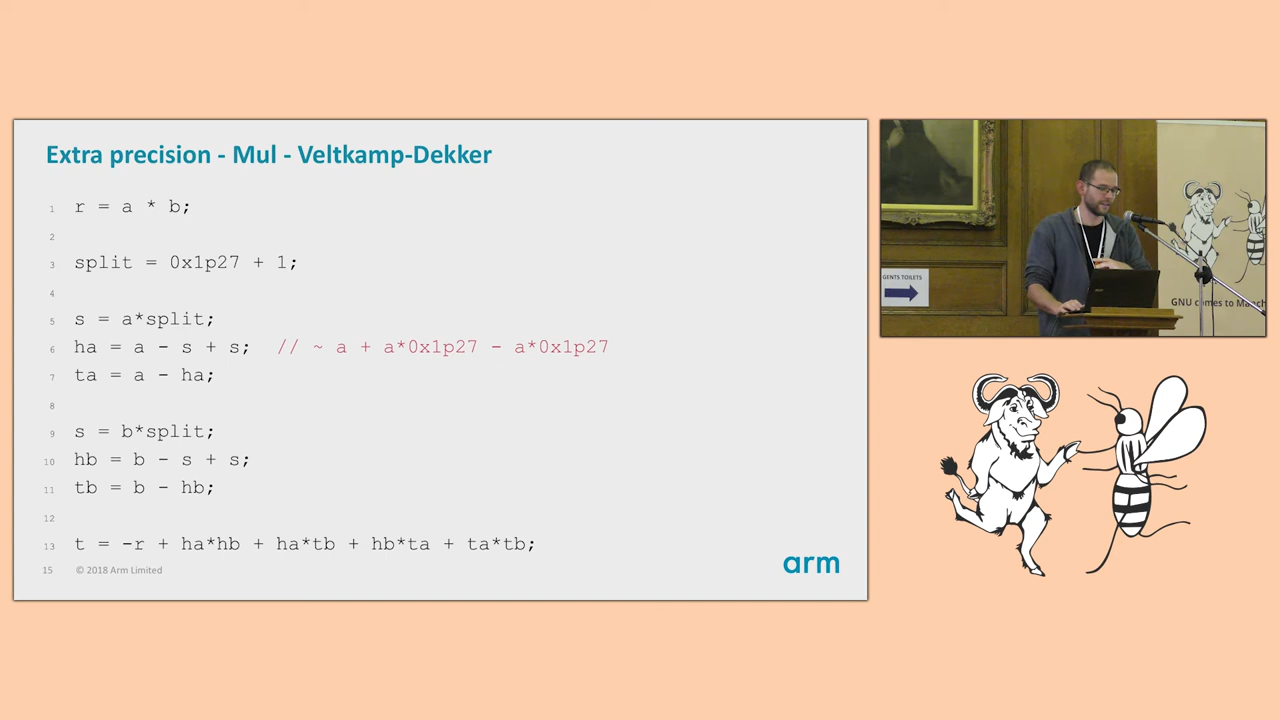 Extra precision - Mul - Veltkamp-Dekker
1 r = a * b;
2
3 split = 0x1p27 + 1;
4
5 s = a*split;
6 ha = a - s + s; // ~ a + a*0x1p27 - a*0x1p27
7 ta = a - ha;
8
9 s = b*split;
10 hb = b - s + s;
11 tb = b - hb;
12
13 t = -r + ha*hb + ha*tb + hb*ta + ta*tb;
15 © 2018 Arm Limited
arm
GENTS TOILETS
GNU comes to